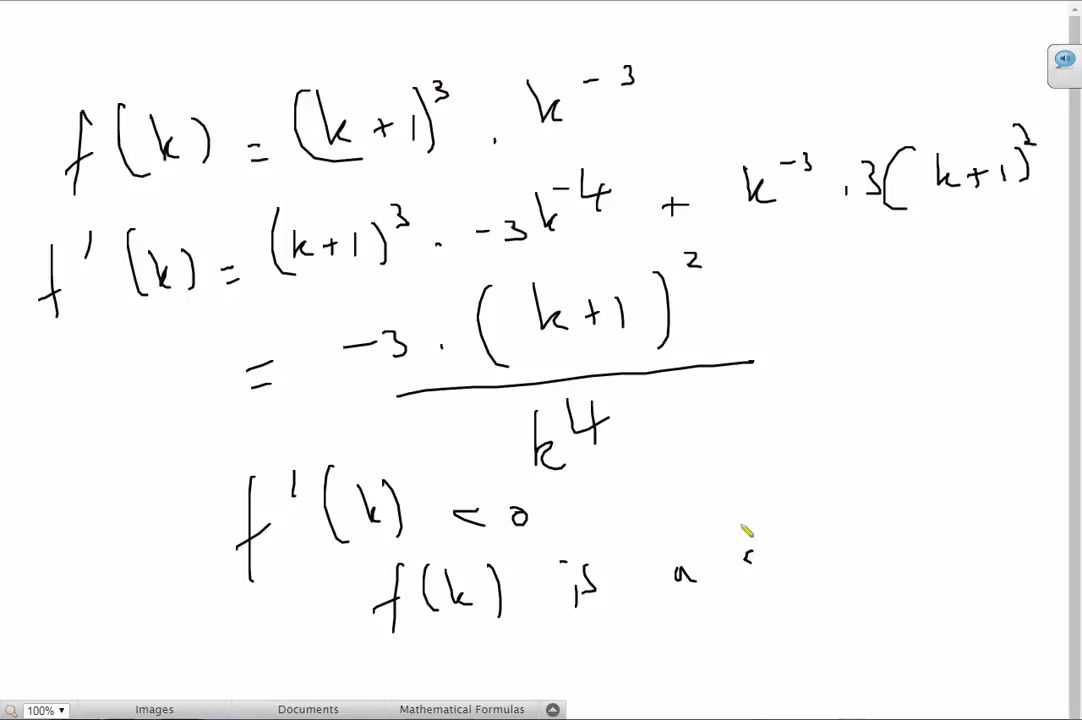 f(k) = (k+1)³ . k⁻³
f'(k) = (k+1)³ . -3k⁻⁴ + k⁻³ . 3(k+1)²
= -3 . (k+1)² / k⁴
f'(k) < 0
f(k) is a
100% Images Documents Mathematical Formulas